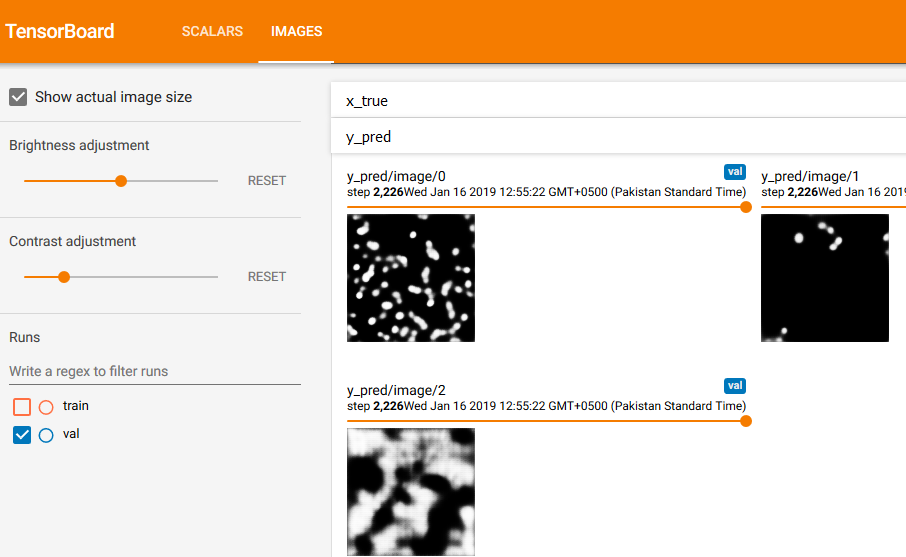 TensorBoard SCALARS IMAGES
Show actual image size
Brightness adjustment
RESET
Contrast adjustment
RESET
Runs
Write a regex to filter runs
train
val
x_true
y_pred
y_pred/image/0 val
step 2,226Wed Jan 16 2019 12:55:22 GMT+0500 (Pakistan Standard Time)
y_pred/image/1
step 2,226Wed Jan 16 2019
y_pred/image/2 val
step 2,226Wed Jan 16 2019 12:55:22 GMT+0500 (Pakistan Standard Time)